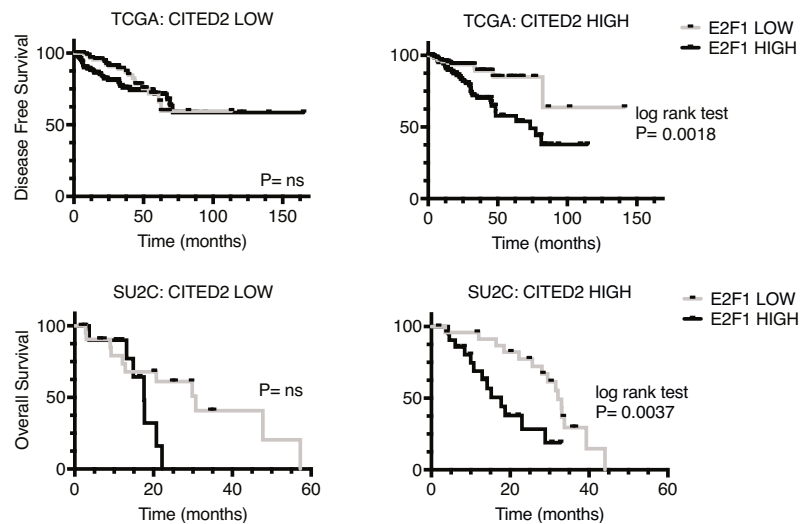 TCGA: CITED2 LOW
Disease Free Survival
100
50
0
P= ns
0 50 100 150
Time (months)
TCGA: CITED2 HIGH
E2F1 LOW
E2F1 HIGH
100
50
0
log rank test
P= 0.0018
0 50 100 150
Time (months)
SU2C: CITED2 LOW
Overall Survival
100
50
0
P= ns
0 20 40 60
Time (months)
SU2C: CITED2 HIGH
E2F1 LOW
E2F1 HIGH
100
50
0
log rank test
P= 0.0037
0 20 40 60
Time (months)